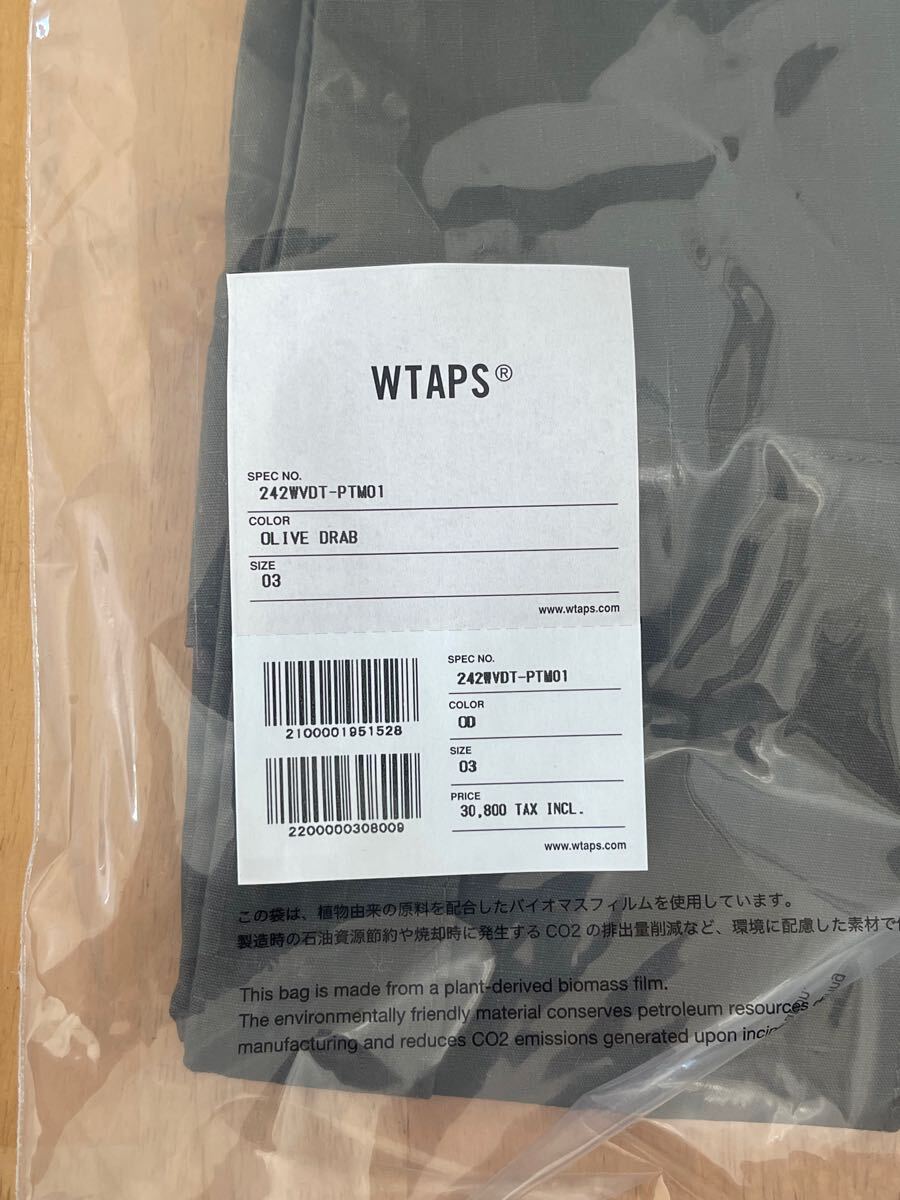 WTAPS®
SPEC NO.
242WVDT-PTM01
COLOR
OLIVE DRAB
SIZE
03
www.wtaps.com
2100001951528
2200000308009
SPEC NO.
242WVDT-PTM01
COLOR
OD
SIZE
03
PRICE
30,800 TAX INCL.
www.wtaps.com
この袋は、植物由来の原料を配合したバイオマスフィルムを使用しています。
製造時の石油資源節約や焼却時に発生するCO2の排出量削減など、環境に配慮した素材で
This bag is made from a plant-derived biomass film.
The environmentally friendly material conserves petroleum resources
manufacturing and reduces CO2 emissions generated upon